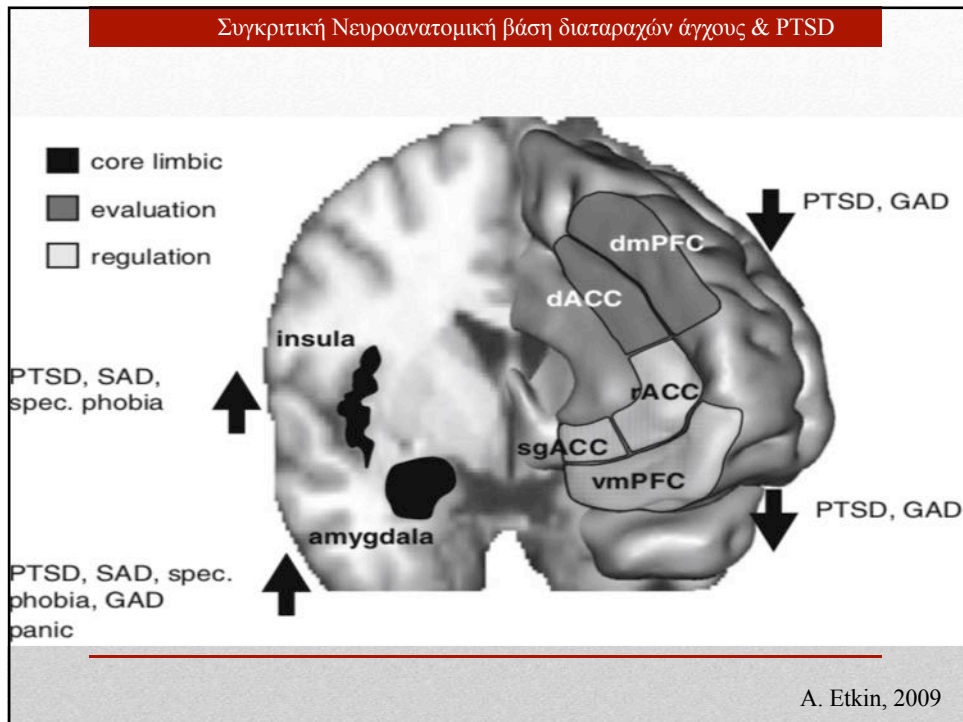 Συγκριτική Νευροανατομική βάση διαταραχών άγχους & PTSD
core limbic
evaluation
regulation
PTSD, GAD
dmPFC
dACC
insula
PTSD, SAD,
spec. phobia
rACC
sgACC
vmPFC
PTSD, GAD
amygdala
PTSD, SAD, spec.
phobia, GAD
panic
A. Etkin, 2009